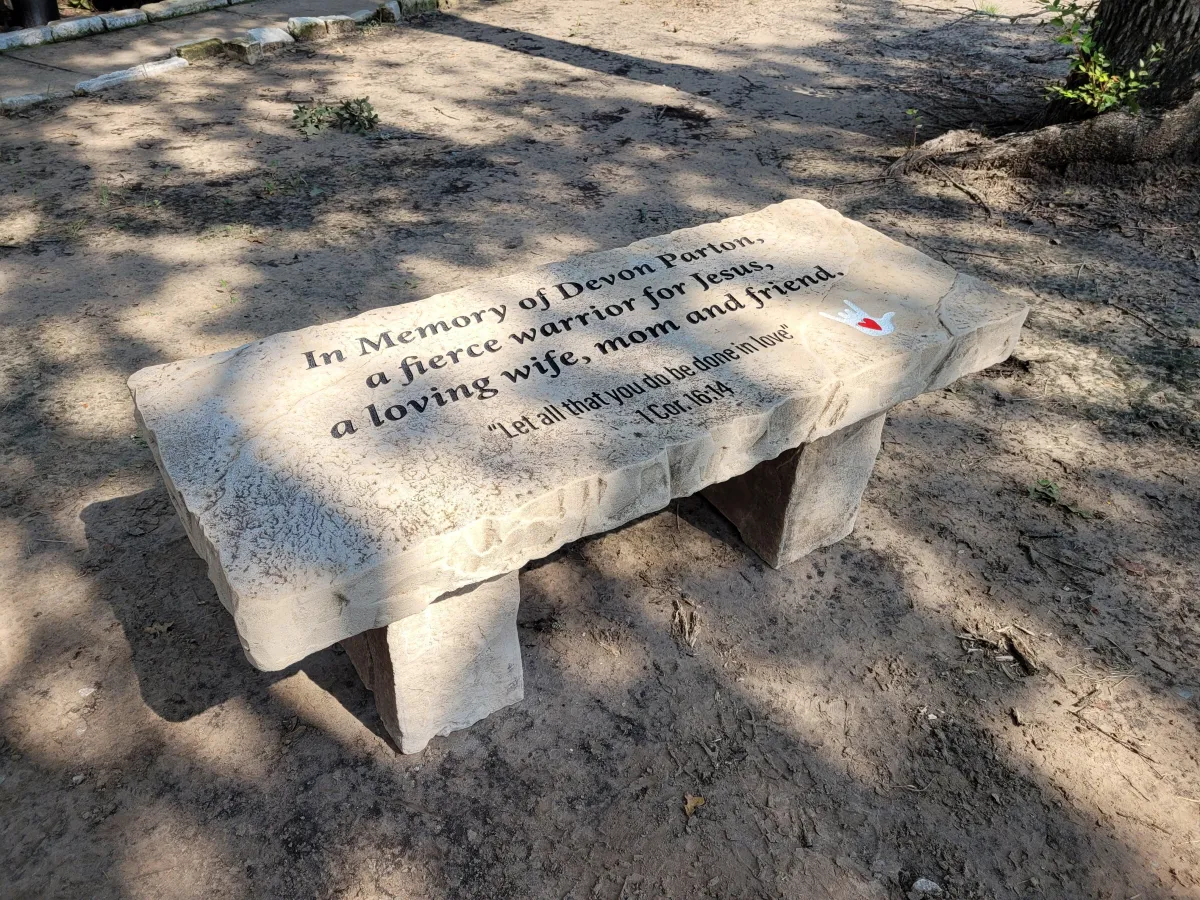 In Memory of Devon Parton,
a fierce warrior for Jesus,
a loving wife, mom and friend.
"Let all that you do be done in love"
1 Cor. 16:14